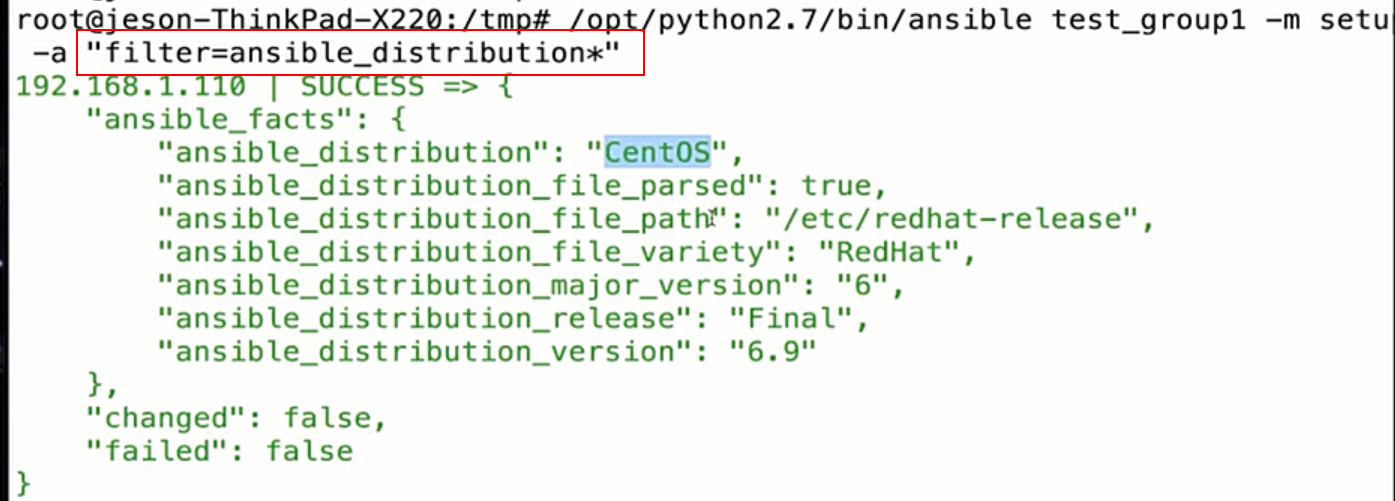 root@jeson-ThinkPad-X220:/tmp# /opt/python2.7/bin/ansible test_group1 -m setu
-a "filter=ansible_distribution*"
192.168.1.110 | SUCCESS => {
    "ansible_facts": {
        "ansible_distribution": "CentOS",
        "ansible_distribution_file_parsed": true,
        "ansible_distribution_file_path": "/etc/redhat-release",
        "ansible_distribution_file_variety": "RedHat",
        "ansible_distribution_major_version": "6",
        "ansible_distribution_release": "Final",
        "ansible_distribution_version": "6.9"
    },
    "changed": false,
    "failed": false
}